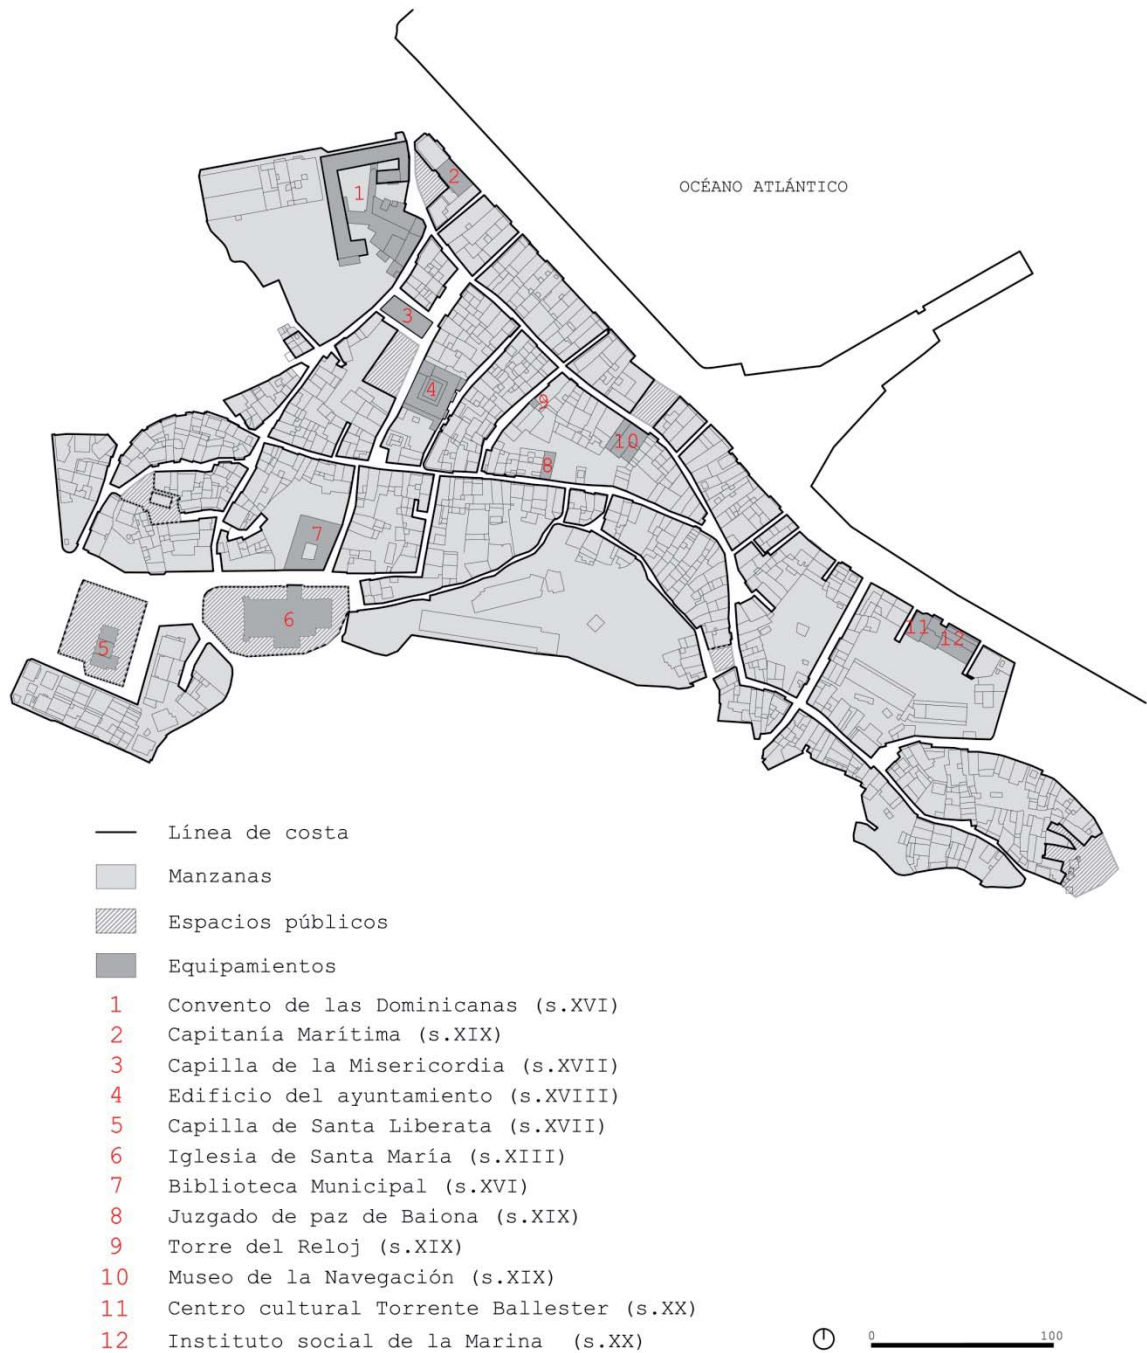 OCÉANO ATLÁNTICO
1
2
3
4
9
10
8
7
6
5
11
12
Línea de costa
Manzanas
Espacios públicos
Equipamientos
1 Convento de las Dominicanas (s.XVI)
2 Capitanía Marítima (s.XIX)
3 Capilla de la Misericordia (s.XVII)
4 Edificio del ayuntamiento (s.XVIII)
5 Capilla de Santa Liberata (s.XVII)
6 Iglesia de Santa María (s.XIII)
7 Biblioteca Municipal (s.XVI)
8 Juzgado de paz de Baiona (s.XIX)
9 Torre del Reloj (s.XIX)
10 Museo de la Navegación (s.XIX)
11 Centro cultural Torrente Ballester (s.XX)
12 Instituto social de la Marina (s.XX)
0 100